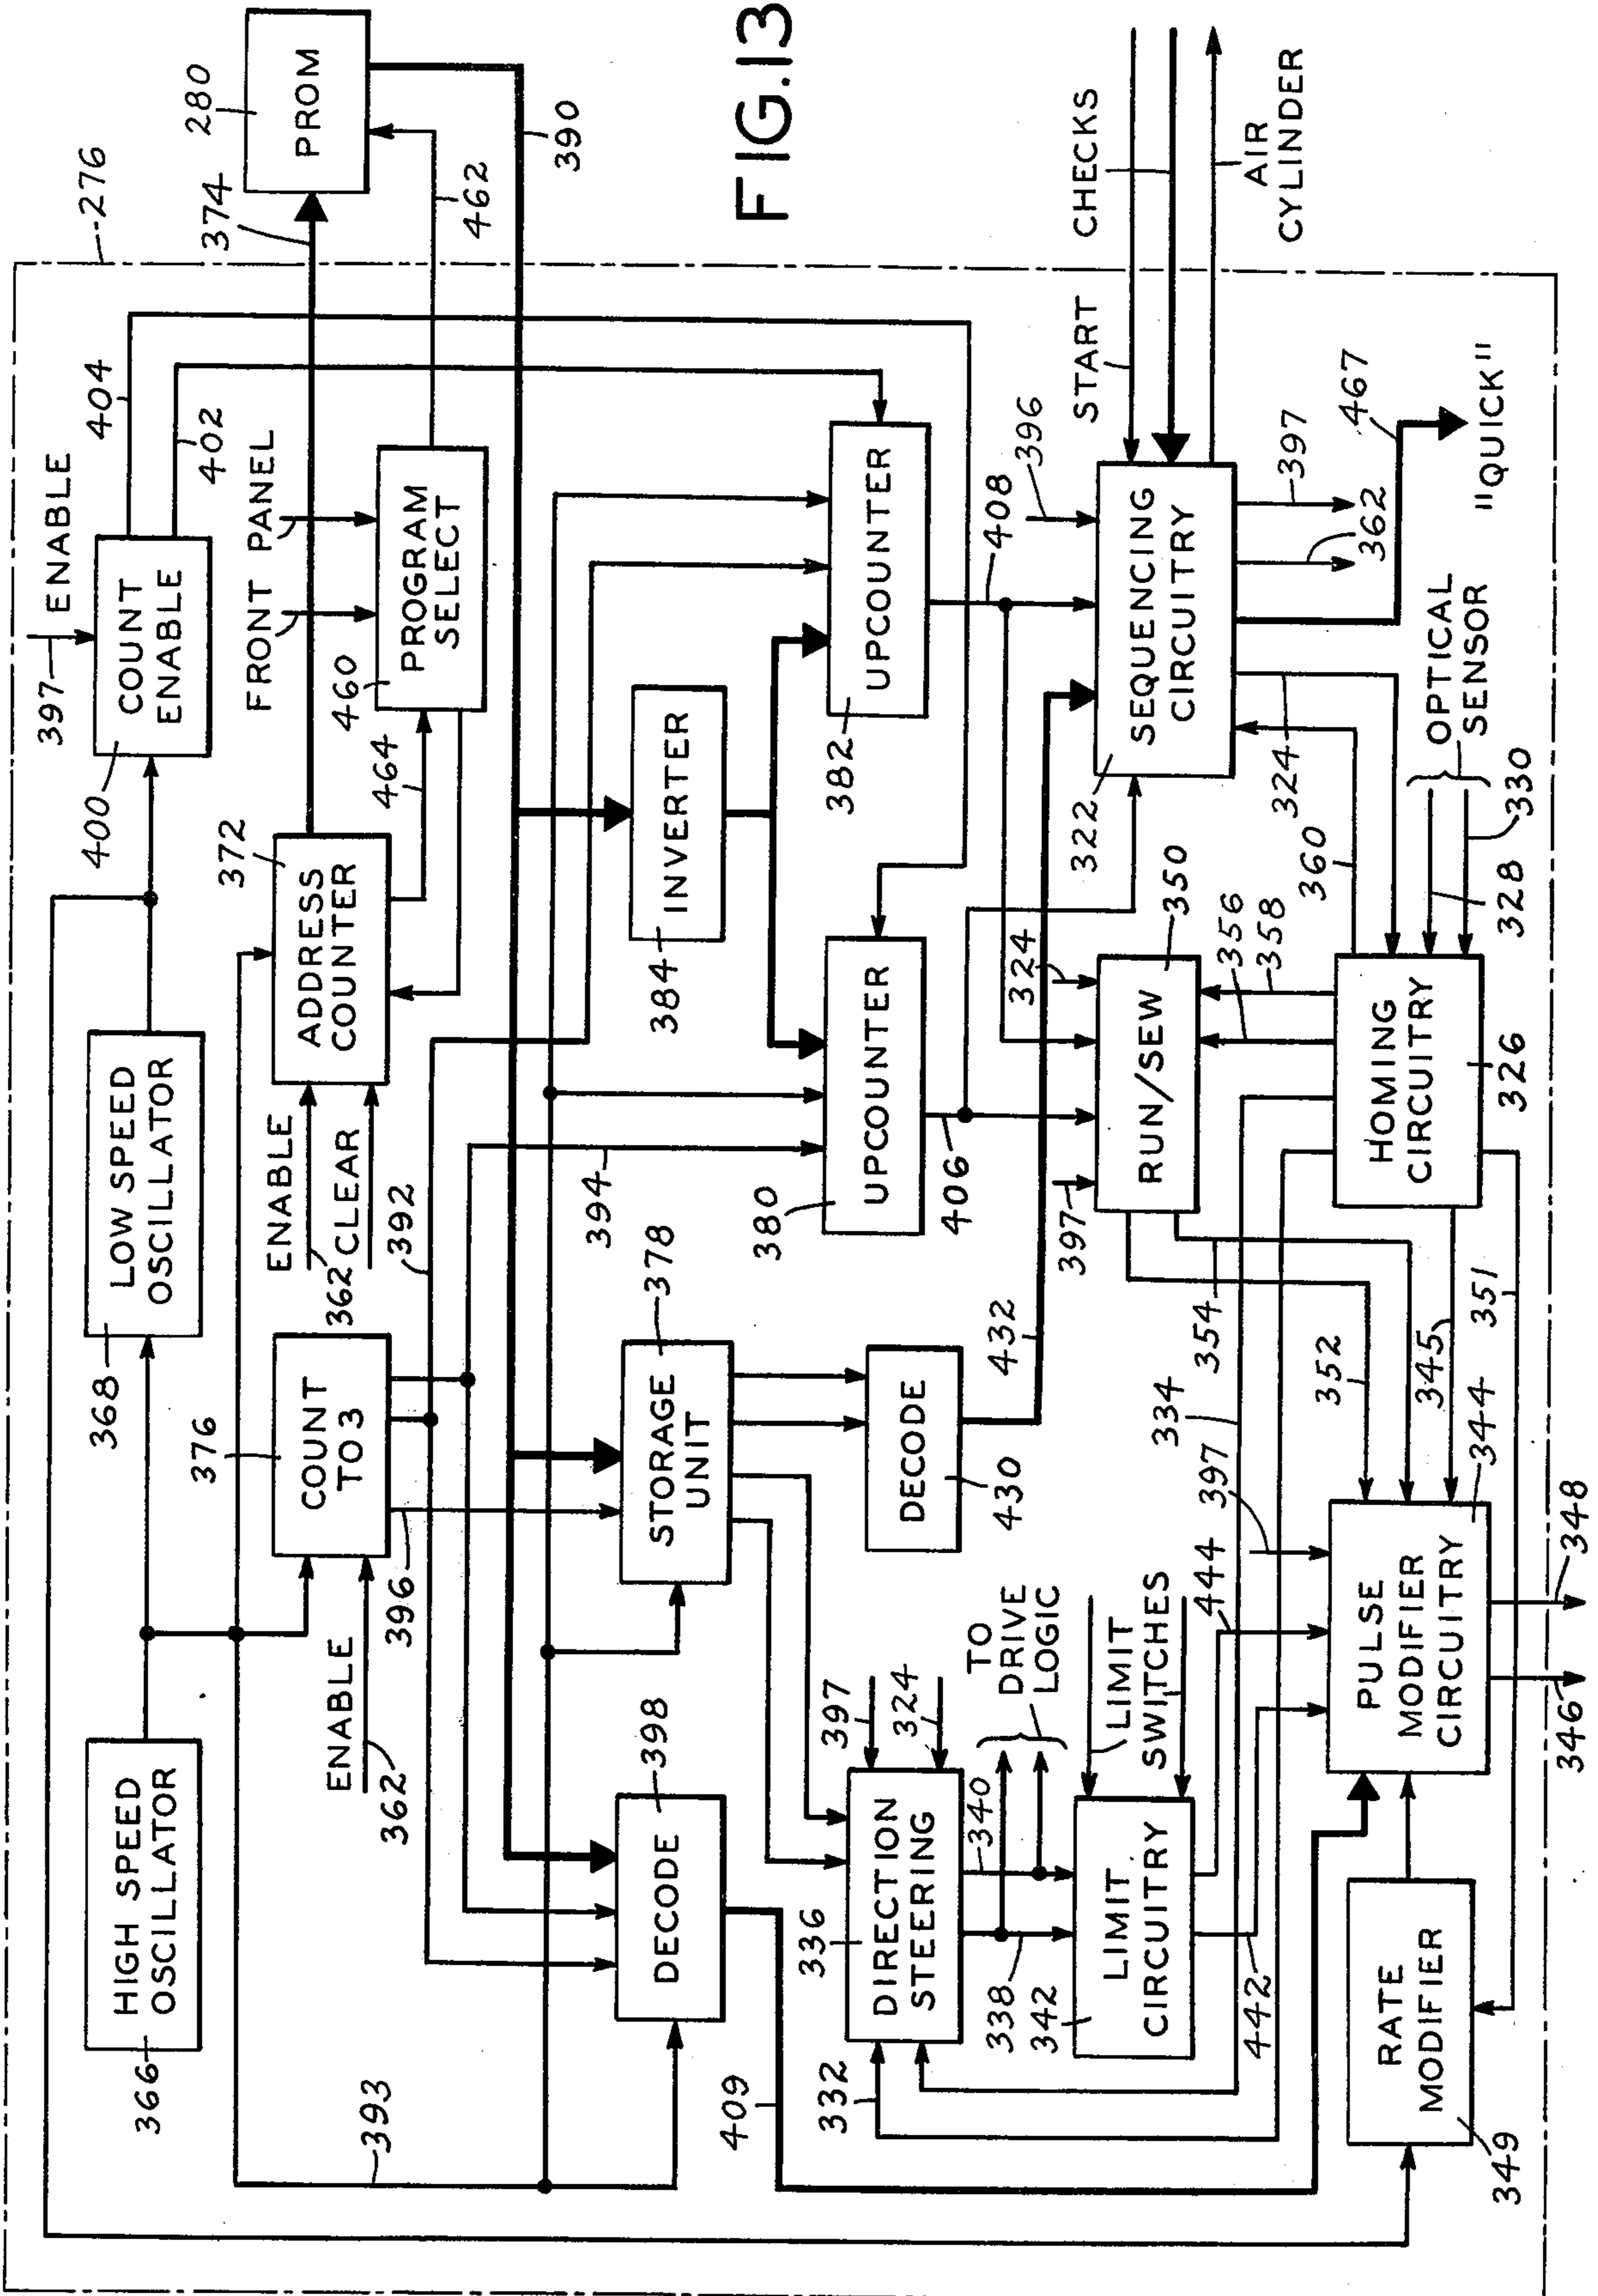 FIG.13
276
HIGH SPEED
OSCILLATOR
366
LOW SPEED
OSCILLATOR
368
397
ENABLE
COUNT
ENABLE
400
404
402
376
COUNT
TO 3
ENABLE
362
396
372
ADDRESS
COUNTER
ENABLE
362
CLEAR
392
FRONT PANEL
460
PROGRAM
SELECT
464
374
280
PROM
462
390
393
DECODE
398
STORAGE
UNIT
378
394
INVERTER
384
409
336
DIRECTION
STEERING
397
324
332
338
340
TO
DRIVE
LOGIC
DECODE
430
432
380
UPCOUNTER
406
382
UPCOUNTER
408
342
LIMIT
CIRCUITRY
LIMIT
SWITCHES
442
444
397
334
354
352
345
351
397
324
RUN/SEW
350
356
358
360
322
SEQUENCING
CIRCUITRY
396
START
CHECKS
AIR
CYLINDER
324
362
397
467
"QUICK"
OPTICAL
SENSOR
328
330
HOMING
CIRCUITRY
326
RATE
MODIFIER
349
PULSE
MODIFIER
CIRCUITRY
344
346
348